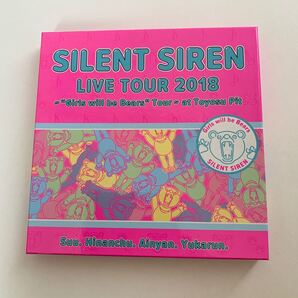 SILENT SIREN
LIVE TOUR 2018
-"Girls will be Bears" Tour- at Toyosu Pit
Girls will be Bears
SILENT SIREN
Suu. Hinanchu. Ainyan. Yukarun.